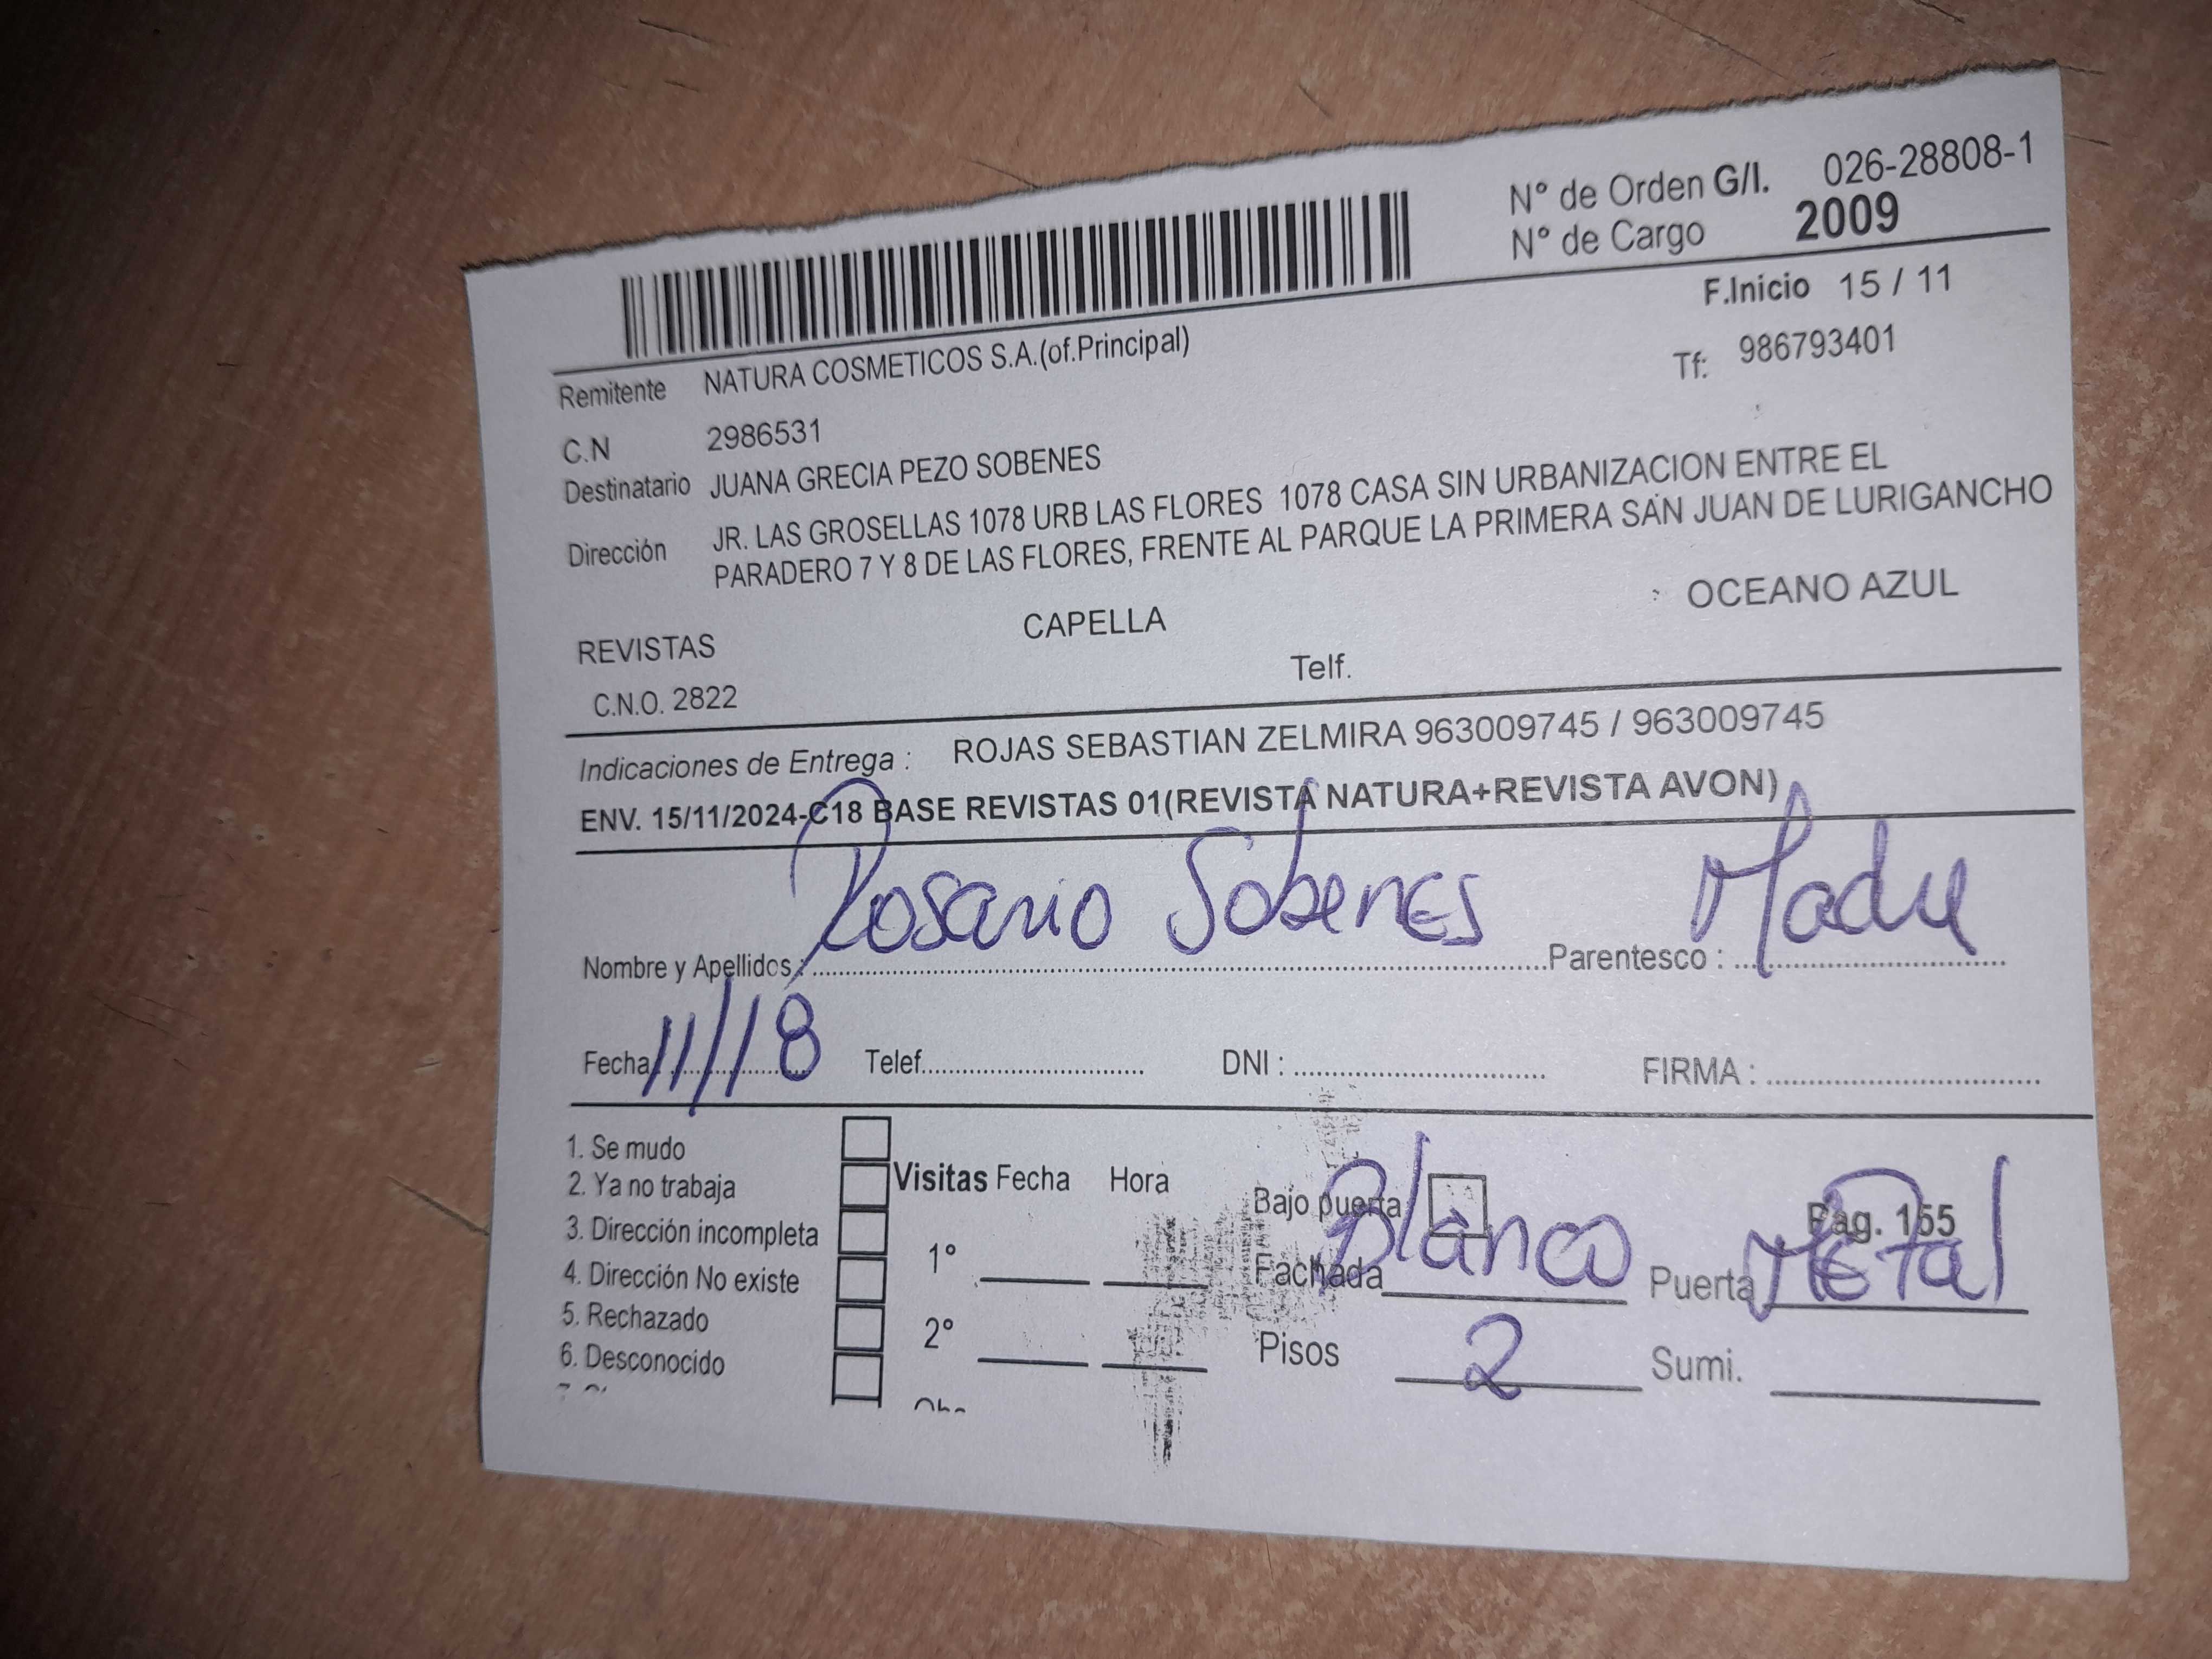 N° de Orden G/I. 026-28808-1
N° de Cargo 2009
F.Inicio 15 / 11
Remitente NATURA COSMETICOS S.A.(of.Principal)
Tf: 986793401
C.N 2986531
Destinatario JUANA GRECIA PEZO SOBENES
Dirección JR. LAS GROSELLAS 1078 URB LAS FLORES 1078 CASA SIN URBANIZACION ENTRE EL
PARADERO 7 Y 8 DE LAS FLORES, FRENTE AL PARQUE LA PRIMERA SAN JUAN DE LURIGANCHO
REVISTAS CAPELLA OCEANO AZUL
C.N.O. 2822 Telf.
Indicaciones de Entrega : ROJAS SEBASTIAN ZELMIRA 963009745 / 963009745
ENV. 15/11/2024-C18 BASE REVISTAS 01(REVISTA NATURA+REVISTA AVON)
Nombre y Apellidos : Rosario Sobenes Parentesco : Madre
Fecha 11/18 Telef. DNI : FIRMA :
1. Se mudo
2. Ya no trabaja
3. Dirección incompleta
4. Dirección No existe
5. Rechazado
6. Desconocido
Visitas Fecha Hora
1°
2°
Bajo puerta Pag. 155
Fachada Blanco Puerta Metal
Pisos 2 Sumi.